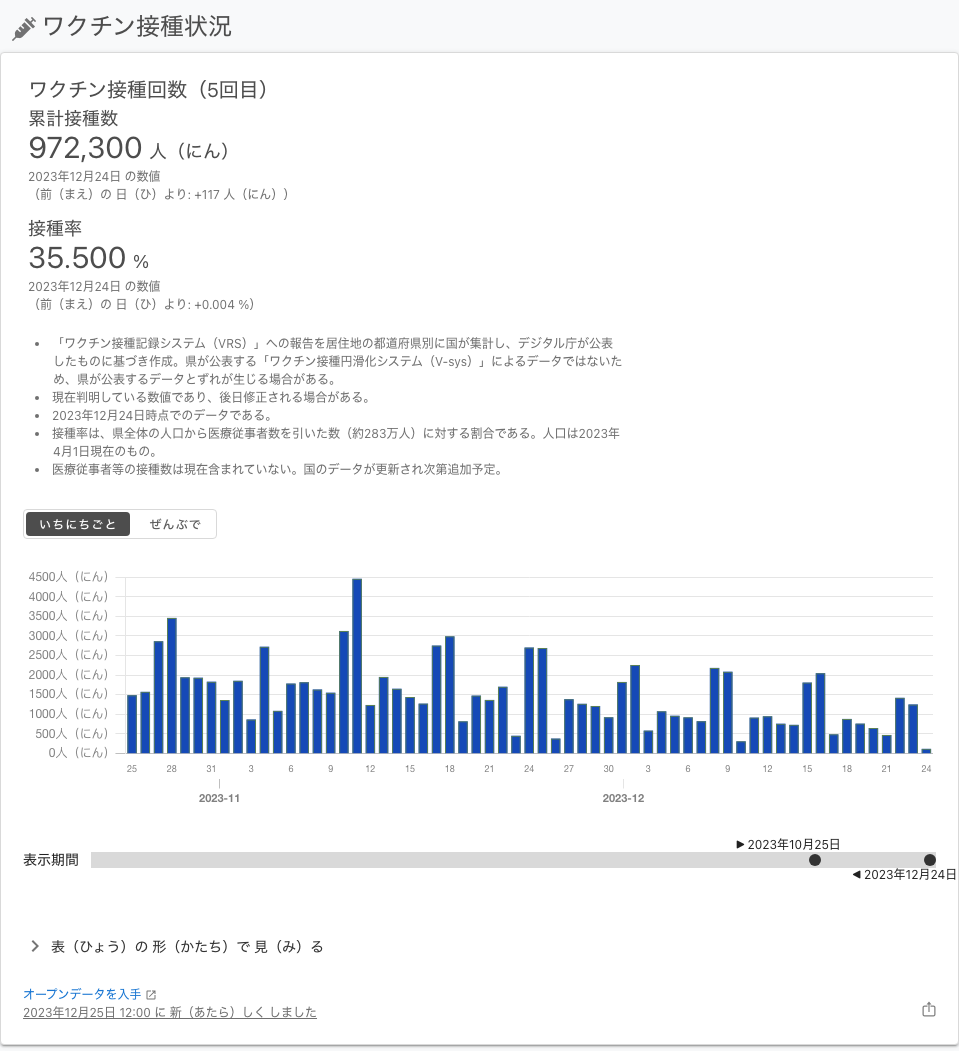 ワクチン接種状況
ワクチン接種回数（5回目）
累計接種数
972,300 人（にん）
2023年12月24日 の数値
（前（まえ）の 日（ひ）より: +117 人（にん））
接種率
35.500 %
2023年12月24日 の数値
（前（まえ）の 日（ひ）より: +0.004 %）
「ワクチン接種記録システム（VRS）」への報告を居住地の都道府県別に国が集計し、デジタル庁が公表
したものに基づき作成。県が公表する「ワクチン接種円滑化システム（V-sys）」によるデータではないた
め、県が公表するデータとずれが生じる場合がある。
現在判明している数値であり、後日修正される場合がある。
2023年12月24日時点でのデータである。
接種率は、県全体の人口から医療従事者数を引いた数（約283万人）に対する割合である。人口は2023年
4月1日現在のもの。
医療従事者等の接種数は現在含まれていない。国のデータが更新され次第追加予定。
いちにちごと ぜんぶで
4500人（にん）
4000人（にん）
3500人（にん）
3000人（にん）
2500人（にん）
2000人（にん）
1500人（にん）
1000人（にん）
500人（にん）
0人（にん）
25 28 31 3 6 9 12 15 18 21 24 27 30 3 6 9 12 15 18 21 24
2023-11 2023-12
2023年10月25日
表示期間
2023年12月24日
表（ひょう）の 形（かたち）で 見（み）る
オープンデータを入手
2023年12月25日 12:00 に 新（あたら）しく しました